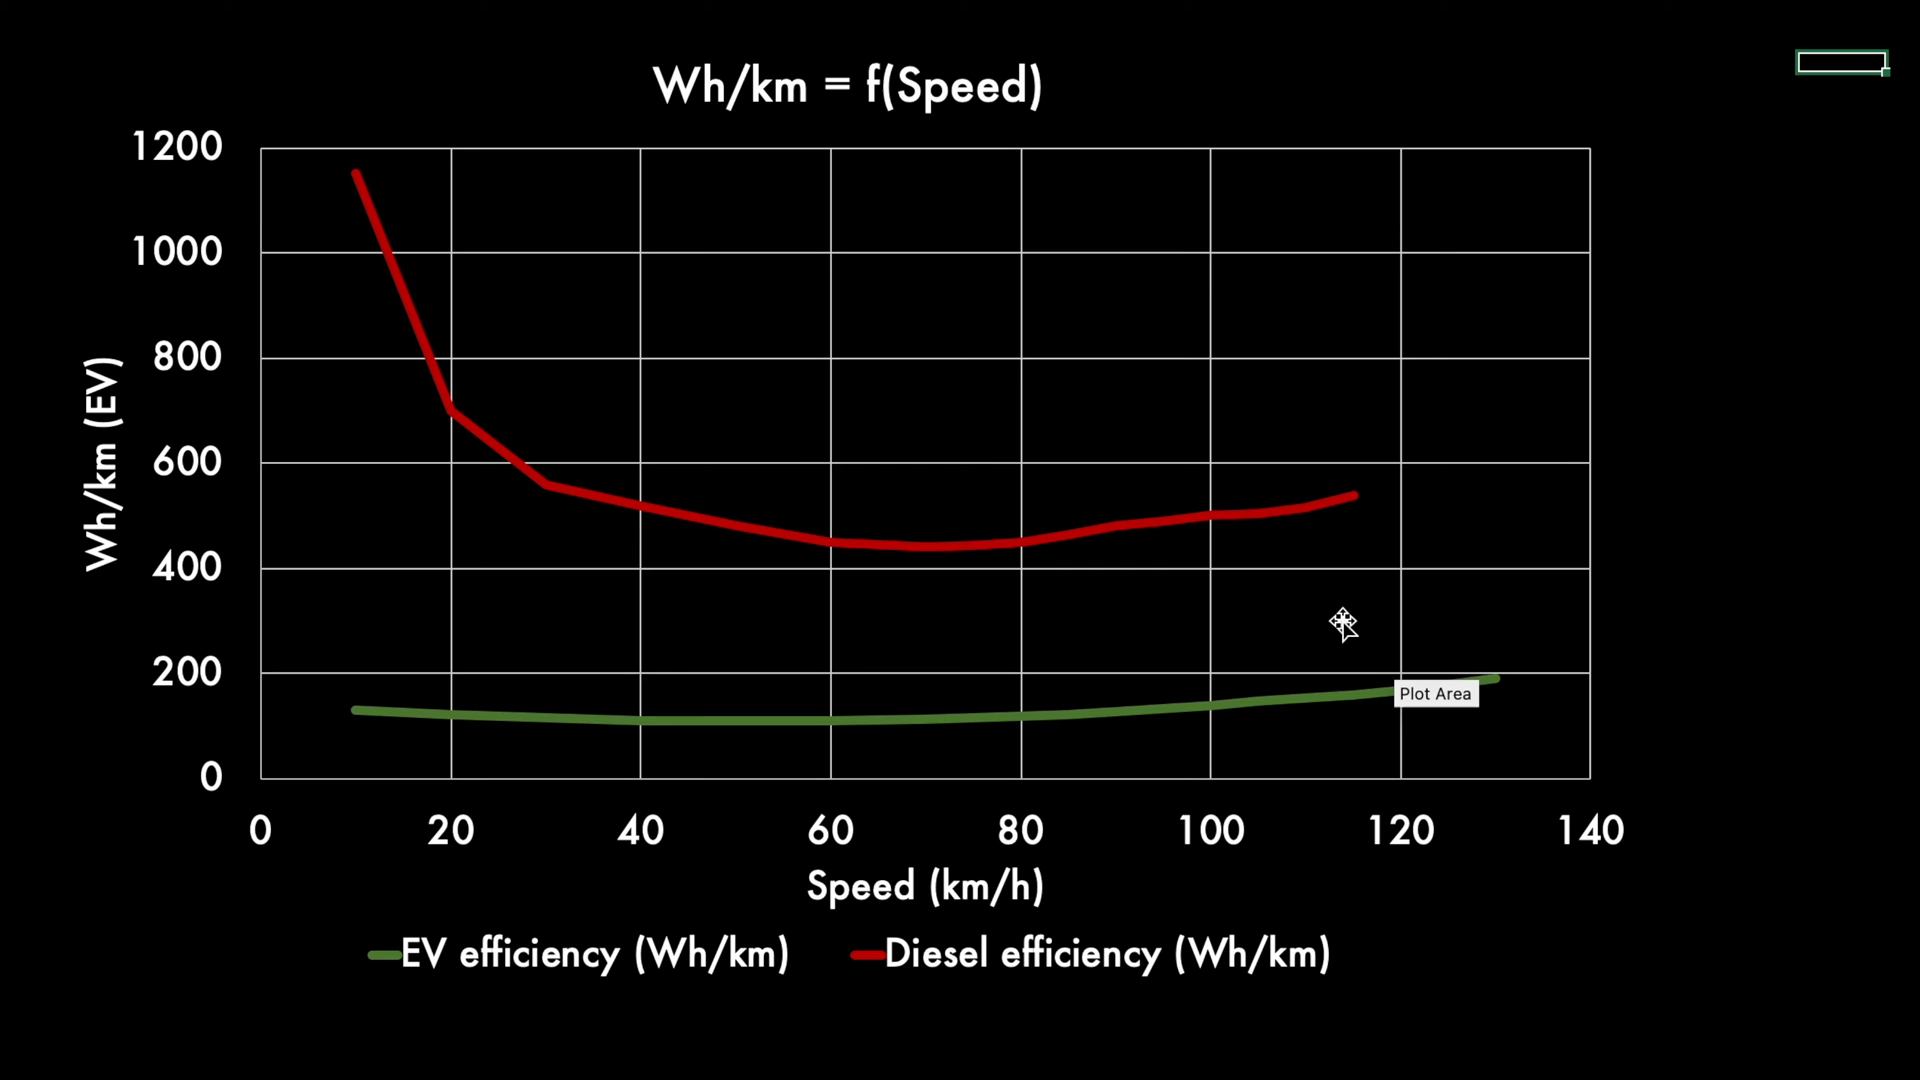 Wh/km = f(Speed)
1200
1000
800
600
400
200
0
Wh/km (EV)
Plot Area
0 20 40 60 80 100 120 140
Speed (km/h)
EV efficiency (Wh/km) Diesel efficiency (Wh/km)